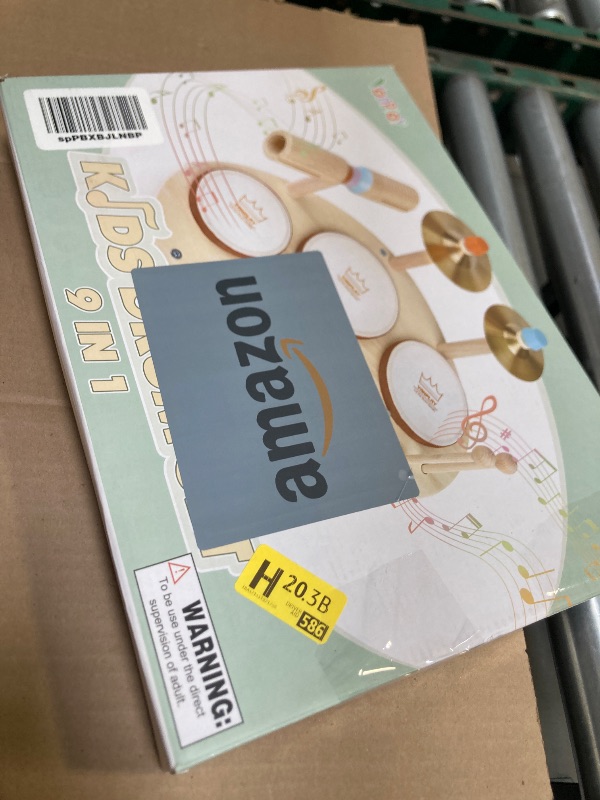 spPBXBJLNBP
KIDS DRUM
9 IN 1
amazon
H 20.3B
586
WARNING:
To be use under the direct
supervision of adult.